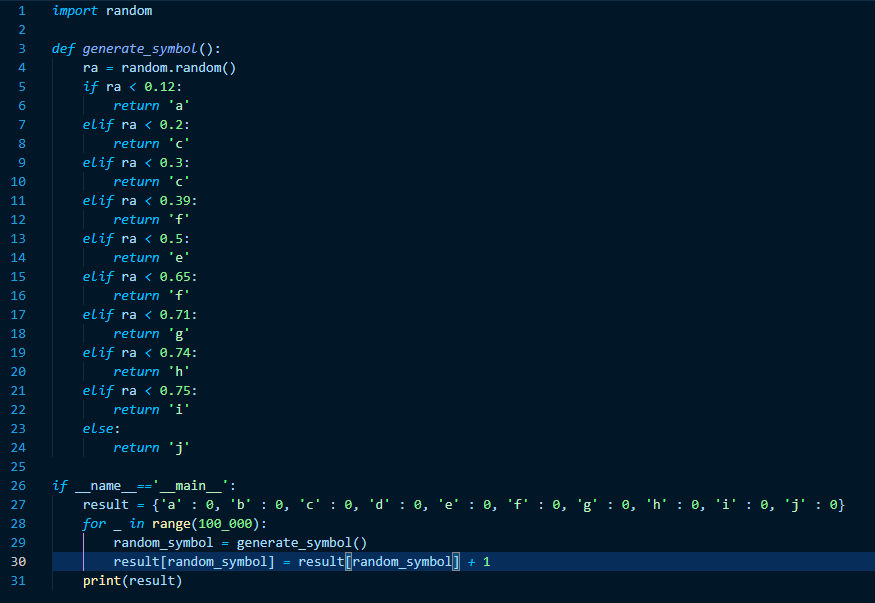 1 import random
2
3 def generate_symbol():
4     ra = random.random()
5     if ra < 0.12:
6         return 'a'
7     elif ra < 0.2:
8         return 'c'
9     elif ra < 0.3:
10         return 'c'
11     elif ra < 0.39:
12         return 'f'
13     elif ra < 0.5:
14         return 'e'
15     elif ra < 0.65:
16         return 'f'
17     elif ra < 0.71:
18         return 'g'
19     elif ra < 0.74:
20         return 'h'
21     elif ra < 0.75:
22         return 'i'
23     else:
24         return 'j'
25
26 if __name__=='__main__':
27     result = {'a' : 0, 'b' : 0, 'c' : 0, 'd' : 0, 'e' : 0, 'f' : 0, 'g' : 0, 'h' : 0, 'i' : 0, 'j' : 0}
28     for _ in range(100_000):
29         random_symbol = generate_symbol()
30         result[random_symbol] = result[random_symbol] + 1
31     print(result)